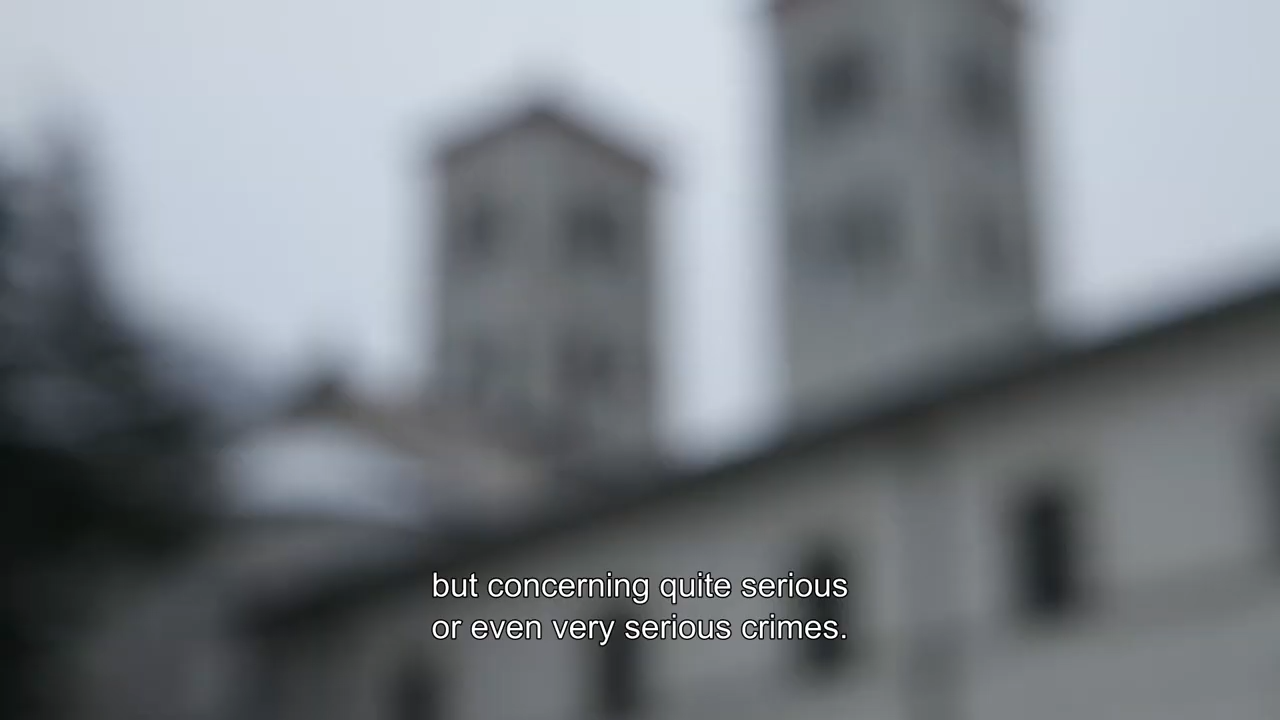 but concerning quite serious
or even very serious crimes.